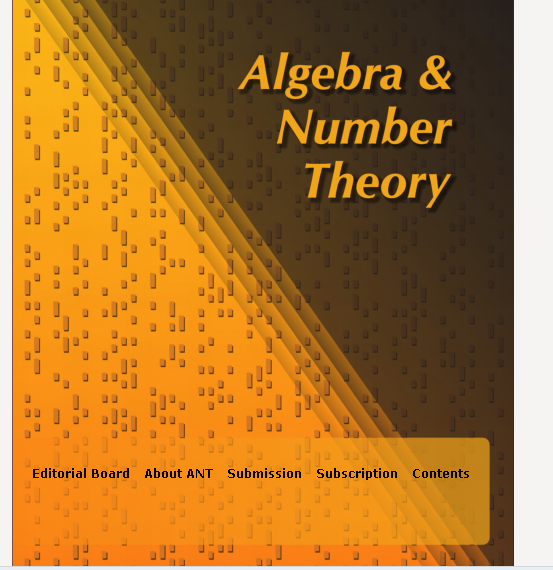 Algebra &
Number
Theory
Editorial Board About ANT Submission Subscription Contents